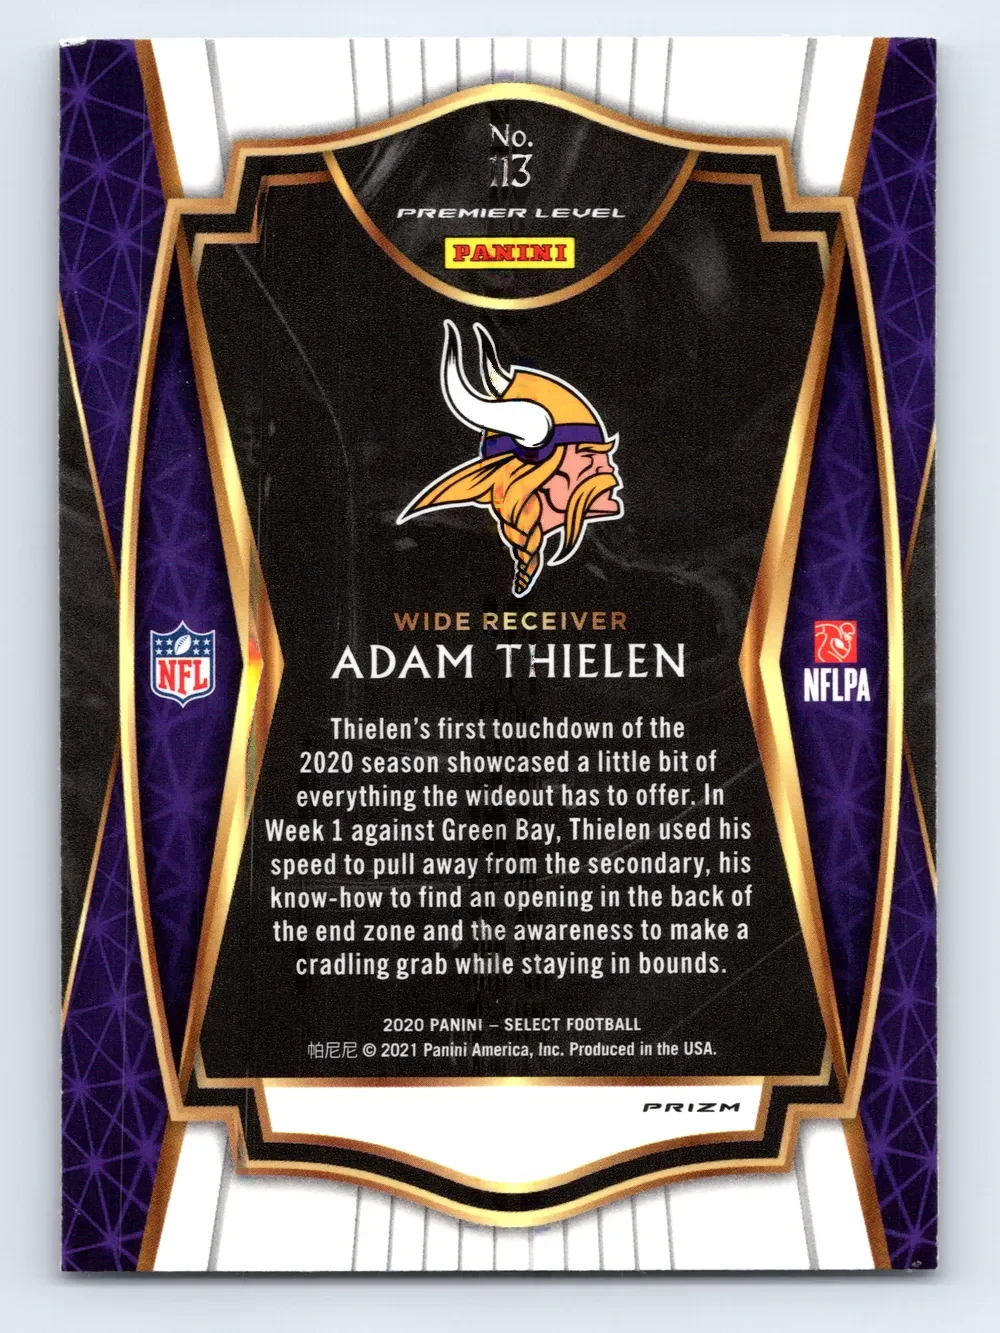 No.
113
PREMIER LEVEL
PANINI
WIDE RECEIVER
ADAM THIELEN
NFL
NFLPA
Thielen's first touchdown of the
2020 season showcased a little bit of
everything the wideout has to offer. In
Week 1 against Green Bay, Thielen used his
speed to pull away from the secondary, his
know-how to find an opening in the back of
the end zone and the awareness to make a
cradling grab while staying in bounds.
2020 PANINI – SELECT FOOTBALL
帕尼尼 © 2021 Panini America, Inc. Produced in the USA.
PRIZM